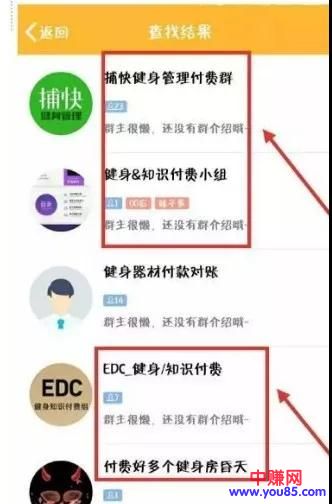 返回
查找结果
捕快
健身管理
捕快健身管理付费群
23
群主很懒，还没有群介绍哦~
健身&知识付费小组
1
00后
妹子多
群主很懒，还没有群介绍哦~
健身器材付款对账
14
群主很懒，还没有群介绍哦~
EDC
健身知识付费组
EDC_健身/知识付费
7
群主很懒，还没有群介绍哦~
付费好多个健身房昏天
中赚网
www.you85.com